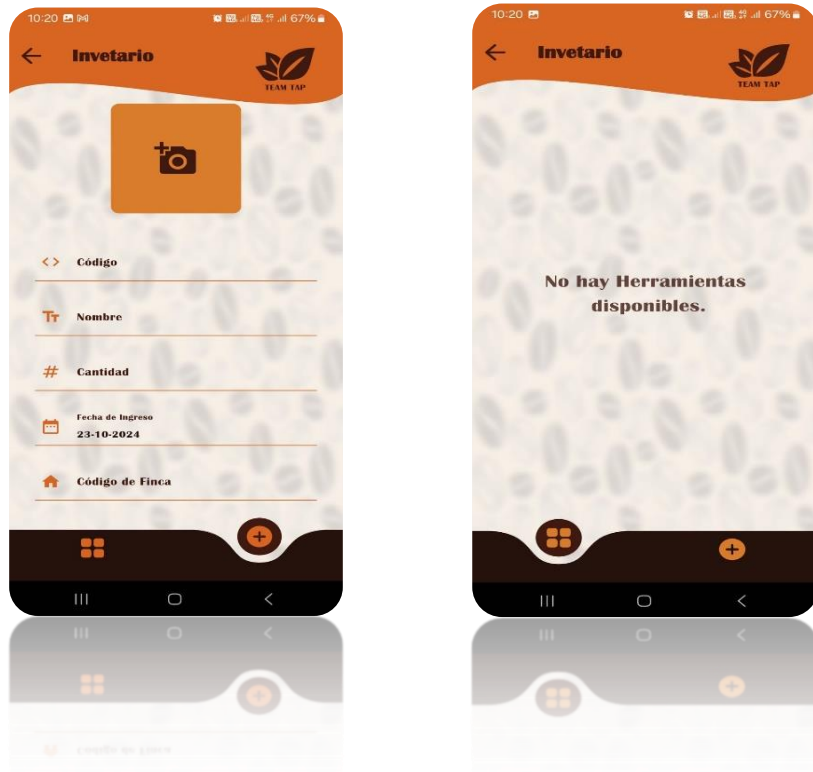 10:20
67%
Invetario
TEAM TAP
Código
Nombre
Cantidad
Fecha de Ingreso
23-10-2024
Código de Finca
10:20
67%
Invetario
TEAM TAP
No hay Herramientas
disponibles.